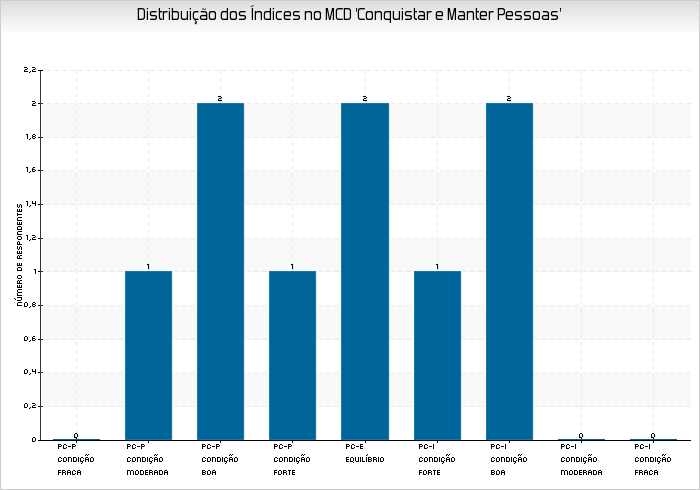 Distribuição dos Índices no MCD 'Conquistar e Manter Pessoas'
NÚMERO DE RESPONDENTES
2,2
2
1,8
1,6
1,4
1,2
1
0,8
0,6
0,4
0,2
0
0
1
2
1
2
1
2
0
0
PC-P
CONDIÇÃO
FRACA
PC-P
CONDIÇÃO
MODERADA
PC-P
CONDIÇÃO
BOA
PC-P
CONDIÇÃO
FORTE
PC-E
EQUILÍBRIO
PC-I
CONDIÇÃO
FORTE
PC-I
CONDIÇÃO
BOA
PC-I
CONDIÇÃO
MODERADA
PC-I
CONDIÇÃO
FRACA